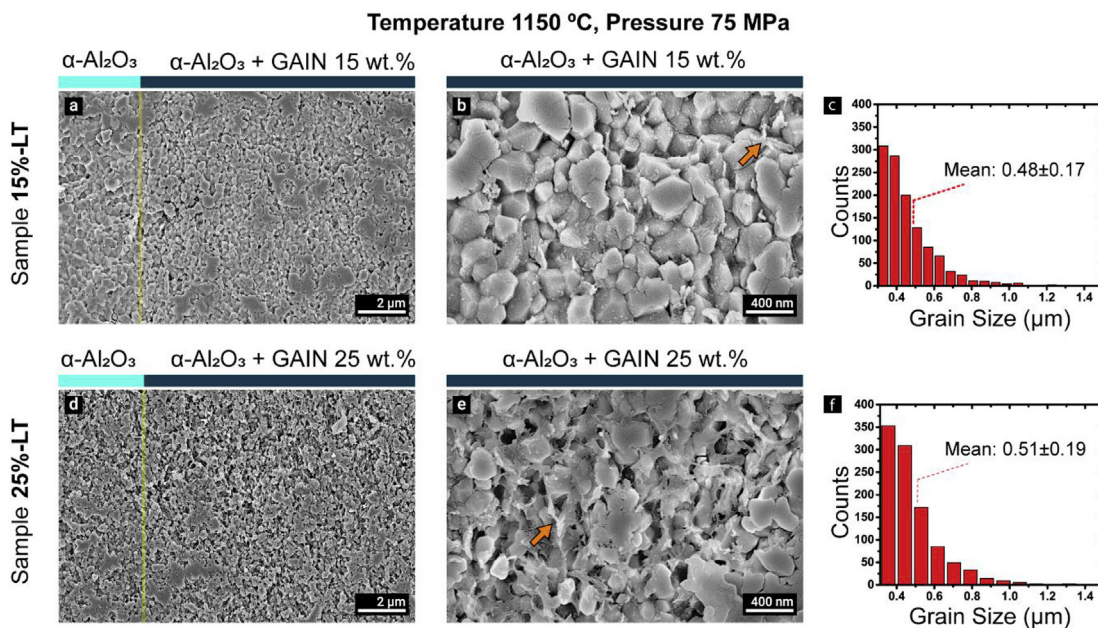 Temperature 1150 ºC, Pressure 75 MPa
α-Al₂O₃
α-Al₂O₃ + GAIN 15 wt.%
α-Al₂O₃ + GAIN 15 wt.%
Sample 15%-LT
a
2 µm
b
400 nm
c
400
350
300
250
200
150
100
50
0
Counts
Mean: 0.48±0.17
0.4 0.6 0.8 1.0 1.2 1.4
Grain Size (µm)
α-Al₂O₃
α-Al₂O₃ + GAIN 25 wt.%
α-Al₂O₃ + GAIN 25 wt.%
Sample 25%-LT
d
2 µm
e
400 nm
f
400
350
300
250
200
150
100
50
0
Counts
Mean: 0.51±0.19
0.4 0.6 0.8 1.0 1.2 1.4
Grain Size (µm)